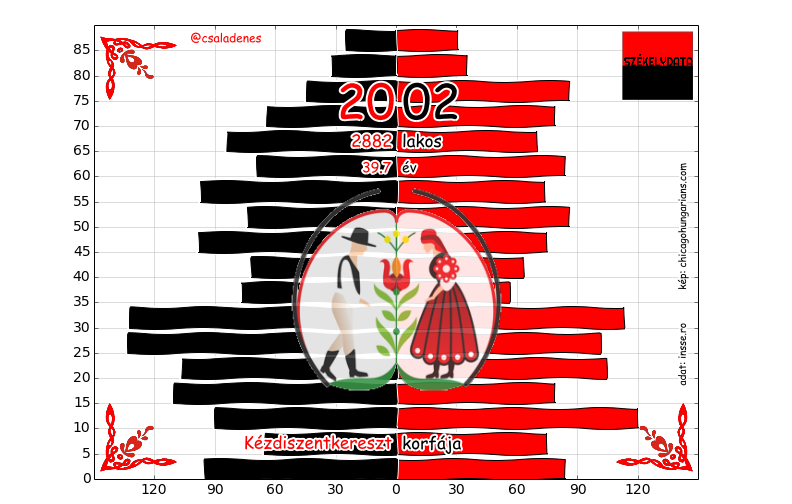 @csaladenes
SZÉKELYDATA
2002
2882 lakos
39.7 év
kép: chicagohungarians.com
adat: insse.ro
Kézdiszentkereszt korfája
85
80
75
70
65
60
55
50
45
40
35
30
25
20
15
10
5
0
120 90 60 30 0 30 60 90 120